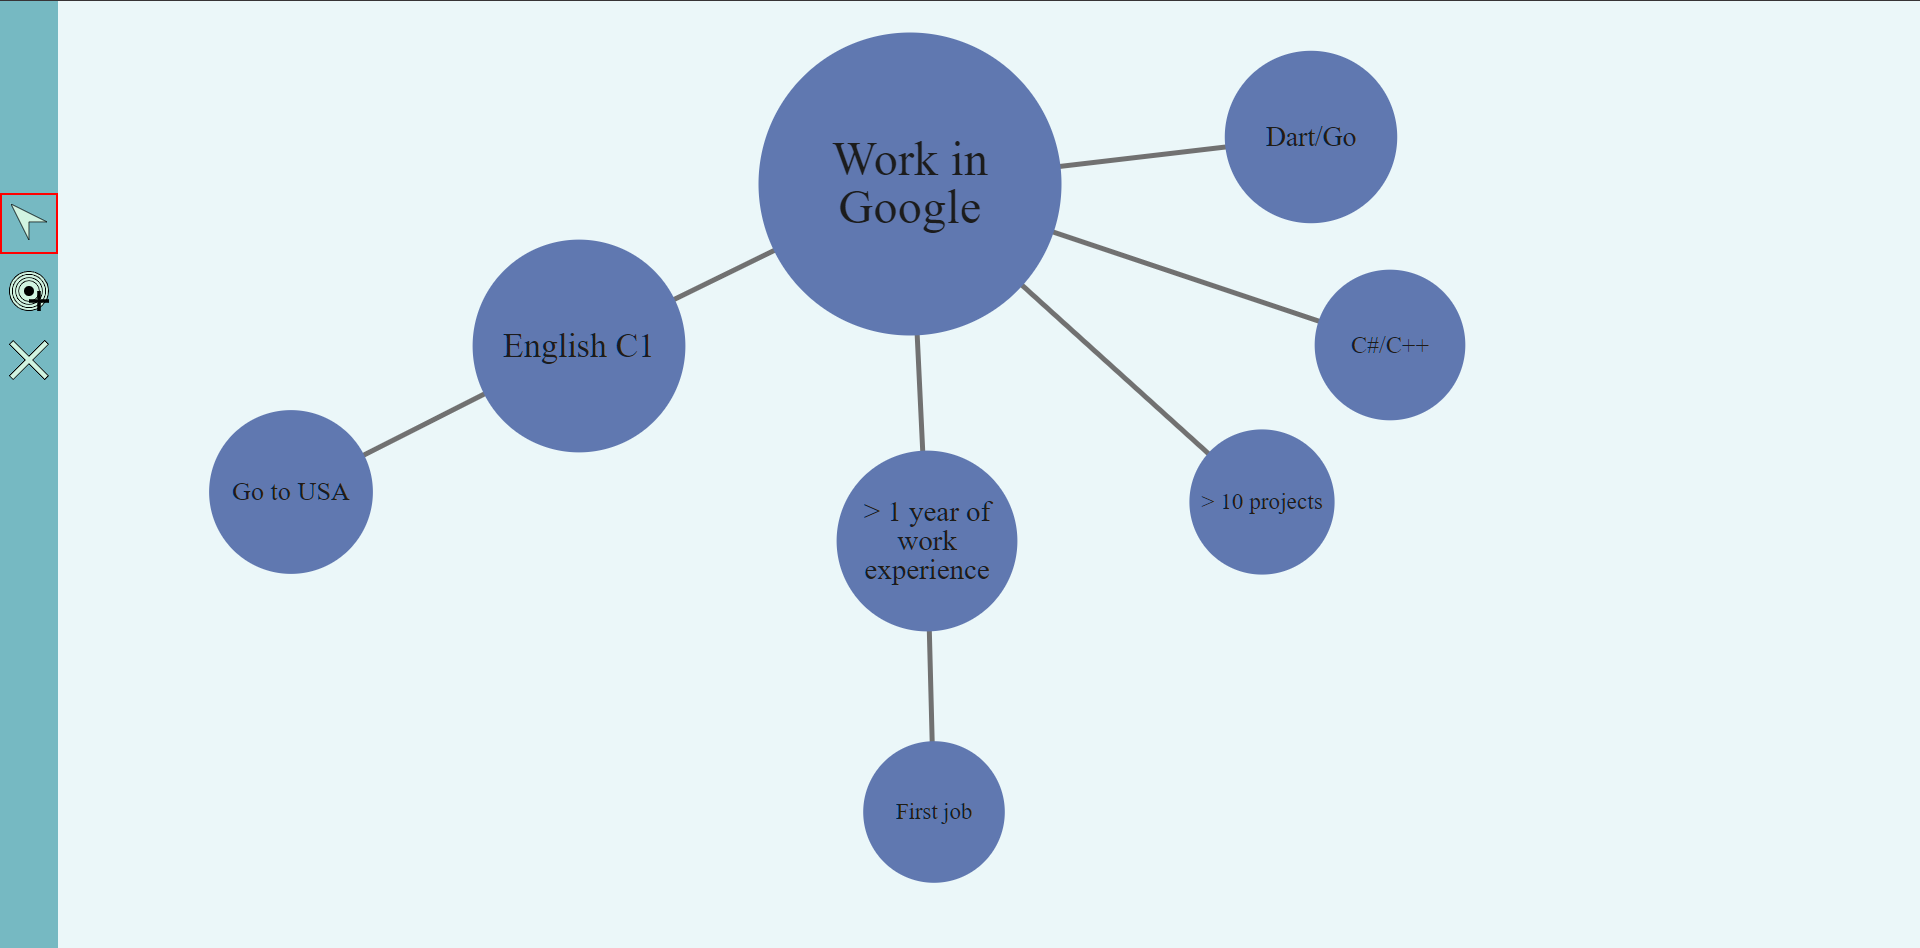 Work in
Google
Dart/Go
English C1
C#/C++
Go to USA
> 1 year of
work
experience
> 10 projects
First job